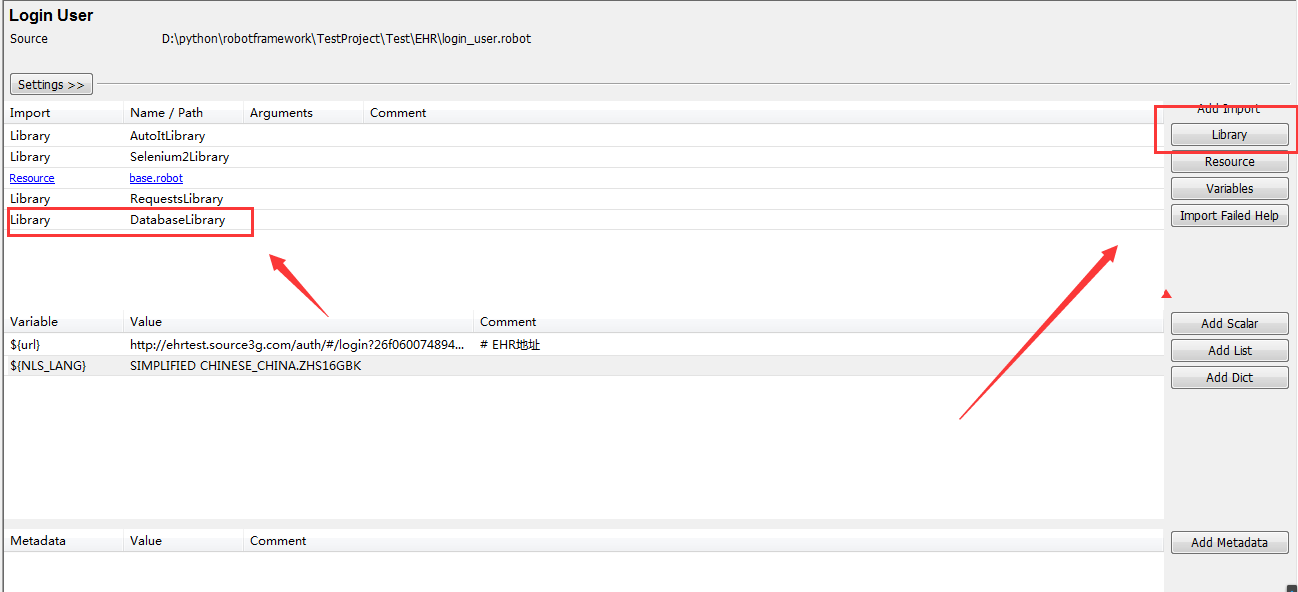 Login User
Source D:\python\robotframework\TestProject\Test\EHR\login_user.robot
Settings >>
Import Name / Path Arguments Comment Add Import
Library AutoItLibrary Library
Library Selenium2Library Resource
Resource base.robot Variables
Library RequestsLibrary Import Failed Help
Library DatabaseLibrary
Variable Value Comment Add Scalar
${url} http://ehrtest.source3g.com/auth/#/login?26f060074894... # EHR地址 Add List
${NLS_LANG} SIMPLIFIED CHINESE_CHINA.ZHS16GBK Add Dict
Metadata Value Comment Add Metadata